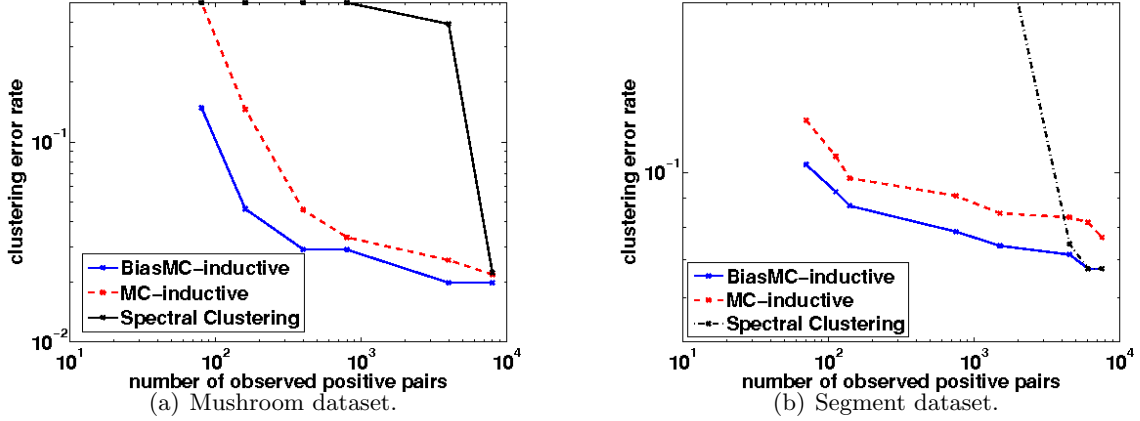 clustering error rate
10^-1
10^-2
10^1
10^2
10^3
10^4
number of observed positive pairs
BiasMC-inductive
MC-inductive
Spectral Clustering
(a) Mushroom dataset.
clustering error rate
10^-1
10^1
10^2
10^3
10^4
number of observed positive pairs
BiasMC-inductive
MC-inductive
Spectral Clustering
(b) Segment dataset.